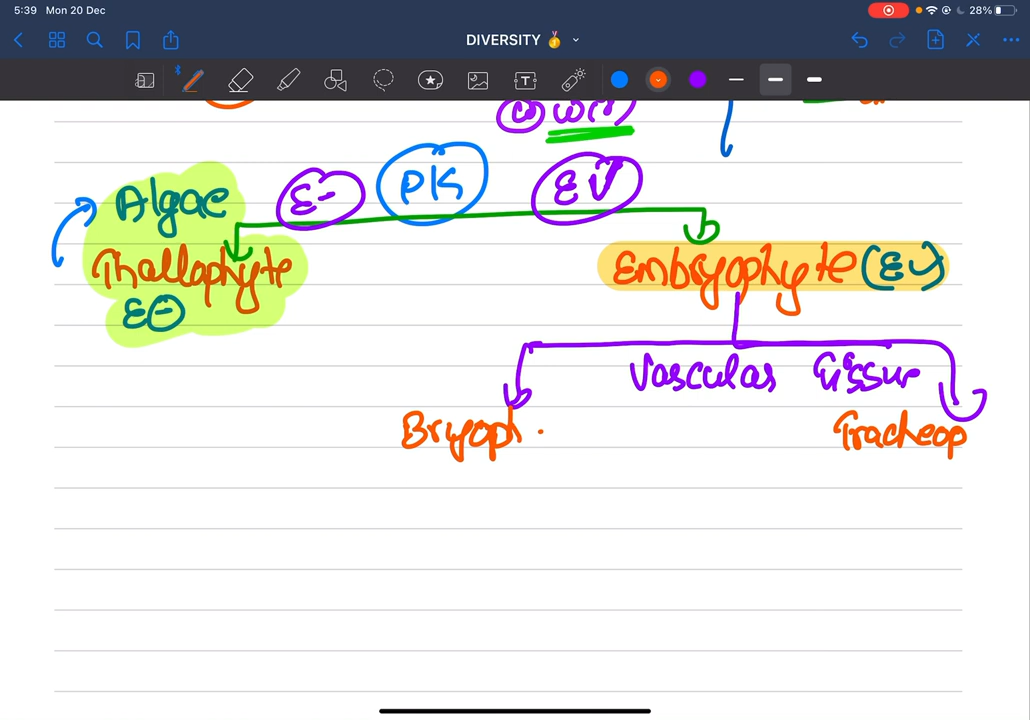 5:39 Mon 20 Dec
28%
DIVERSITY
Algae
E-
PK
E✓
Thallophyte
E-
Embryophyte (E✓)
Vascular Tissue
Bryoph.
Tracheop